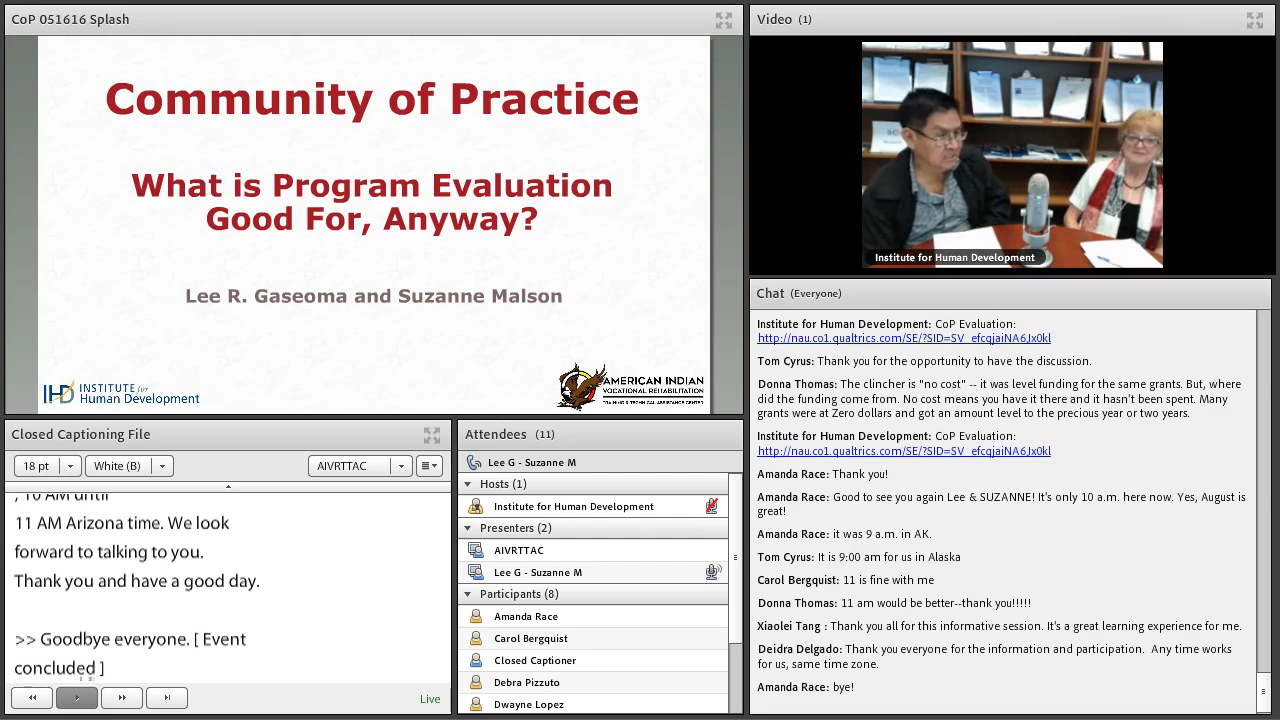 CoP 051616 Splash
Community of Practice
What is Program Evaluation
Good For, Anyway?
Lee R. Gaseoma and Suzanne Malson
IHD INSTITUTE for
Human Development
AMERICAN INDIAN
VOCATIONAL REHABILITATION
TRAINING & TECHNICAL ASSISTANCE CENTER
Video (1)
Institute for Human Development
Closed Captioning File
18 pt
White (B)
AIVRTTAC
, 10 AM until
11 AM Arizona time. We look
forward to talking to you.
Thank you and have a good day.
>> Goodbye everyone. [ Event
concluded ]
Live
Attendees (11)
Lee G - Suzanne M
Hosts (1)
Institute for Human Development
Presenters (2)
AIVRTTAC
Lee G - Suzanne M
Participants (8)
Amanda Race
Carol Bergquist
Closed Captioner
Debra Pizzuto
Dwayne Lopez
Chat (Everyone)
Institute for Human Development: CoP Evaluation:
http://nau.co1.qualtrics.com/SE/?SID=SV_efcqjaiNA6Jx0kl
Tom Cyrus: Thank you for the opportunity to have the discussion.
Donna Thomas: The clincher is "no cost" -- it was level funding for the same grants. But, where
did the funding come from. No cost means you have it there and it hasn't been spent. Many
grants were at Zero dollars and got an amount level to the precious year or two years.
Institute for Human Development: CoP Evaluation:
http://nau.co1.qualtrics.com/SE/?SID=SV_efcqjaiNA6Jx0kl
Amanda Race: Thank you!
Amanda Race: Good to see you again Lee & SUZANNE! It's only 10 a.m. here now. Yes, August is
great!
Amanda Race: it was 9 a.m. in AK.
Tom Cyrus: It is 9:00 am for us in Alaska
Carol Bergquist: 11 is fine with me
Donna Thomas: 11 am would be better--thank you!!!!!
Xiaolei Tang : Thank you all for this informative session. It's a great learning experience for me.
Deidra Delgado: Thank you everyone for the information and participation.  Any time works
for us, same time zone.
Amanda Race: bye!